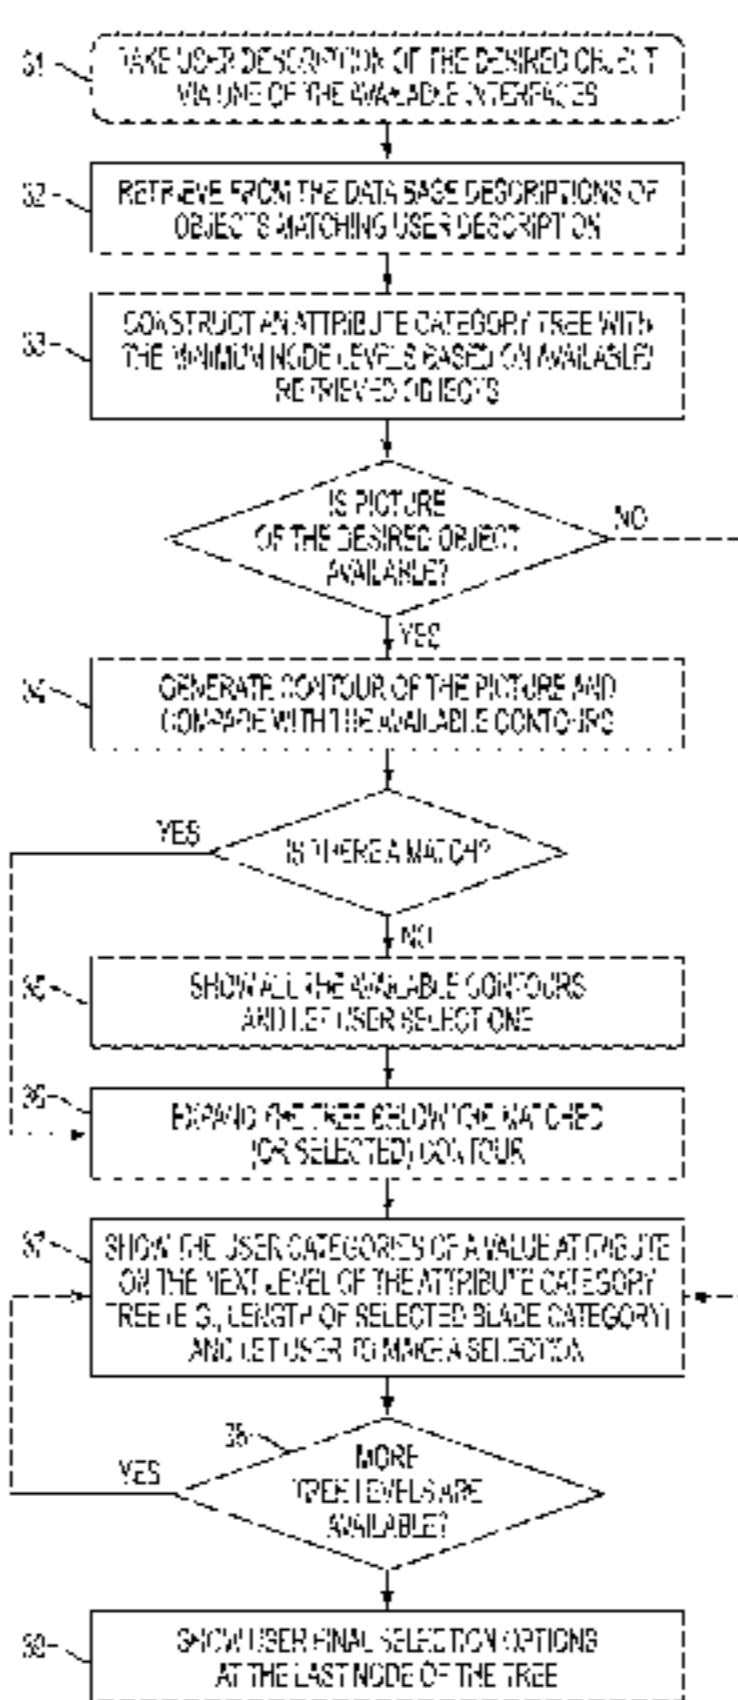 TAKE USER DESCRIPTION OF THE DESIRED OBJECT
VIA ONE OF THE AVAILABLE INTERFACES
RETRIEVE FROM THE DATA BASE DESCRIPTIONS OF
OBJECTS MATCHING USER DESCRIPTION
CONSTRUCT AN ATTRIBUTE CATEGORY TREE WITH
THE MINIMUM NODE LEVELS BASED ON AVAILABLE/
RETRIEVED OBJECTS
IS PICTURE
OF THE DESIRED OBJECT
AVAILABLE?
NO
YES
GENERATE CONTOUR OF THE PICTURE AND
COMPARE WITH THE AVAILABLE CONTOURS
YES
IS THERE A MATCH?
NO
SHOW ALL THE AVAILABLE CONTOURS
AND LET USER SELECT ONE
EXPAND THE TREE BELOW THE MATCHED
(OR SELECTED) CONTOUR
SHOW THE USER CATEGORIES OF A VALUE ATTRIBUTE
ON THE NEXT LEVEL OF THE ATTRIBUTE CATEGORY
TREE (E.G., LENGTH OF SELECTED BLADE CATEGORY)
AND LET USER TO MAKE A SELECTION
MORE
TREE LEVELS ARE
AVAILABLE?
YES
SHOW USER FINAL SELECTION OPTIONS
AT THE LAST NODE OF THE TREE